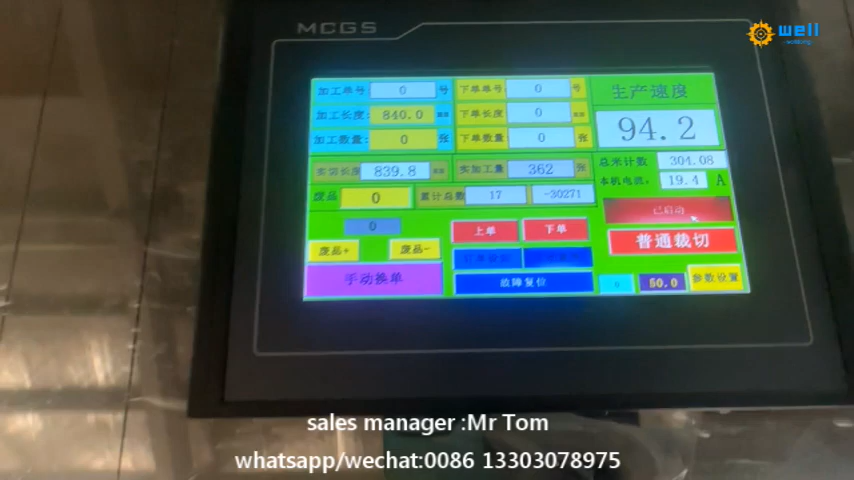 MCGS
well
加工单号 0 号 下单单号: 0 号 生产速度
加工长度: 840.0 mm 下单长度 0 mm 94.2
加工数量: 0 张 下单数量: 0 张
实切长度 839.8 mm 实加工量 362 张 总米计数 304.08
废品 0 累计总数 17 -30271 本机电流: 19.4 A
已启动
0 上单 下单 普通裁切
废品+ 废品-
手动换单 故障复位 50.0 参数设置
sales manager :Mr Tom
whatsapp/wechat:0086 13303078975